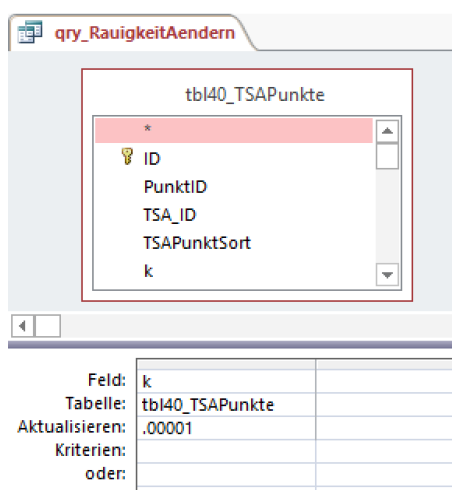 qry_RauigkeitAendern
tbl40_TSAPunkte
*
ID
PunktID
TSA_ID
TSAPunktSort
k
Feld: k
Tabelle: tbl40_TSAPunkte
Aktualisieren: .00001
Kriterien:
oder: